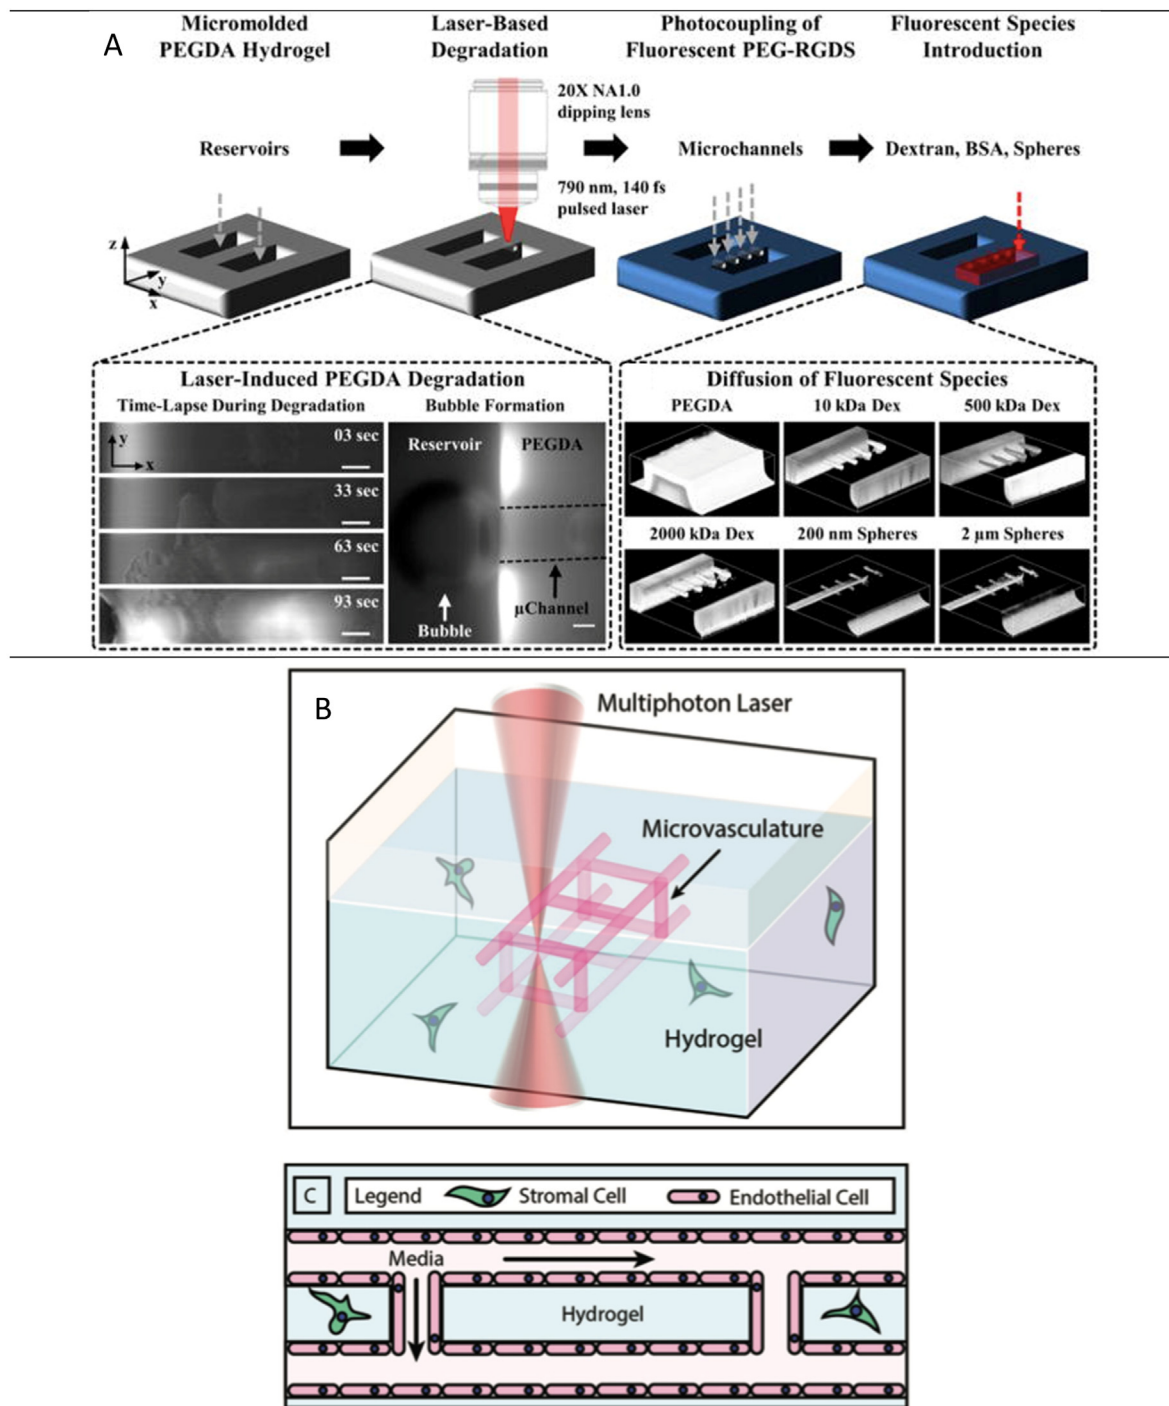 A
Micromolded
PEGDA Hydrogel
Laser-Based
Degradation
Photocoupling of
Fluorescent PEG-RGDS
Fluorescent Species
Introduction
20X NA1.0
dipping lens
Reservoirs
Microchannels
Dextran, BSA, Spheres
790 nm, 140 fs
pulsed laser
z
y
x
Laser-Induced PEGDA Degradation
Time-Lapse During Degradation
Bubble Formation
y
x
03 sec
33 sec
63 sec
93 sec
Reservoir
PEGDA
µChannel
Bubble
Diffusion of Fluorescent Species
PEGDA
10 kDa Dex
500 kDa Dex
2000 kDa Dex
200 nm Spheres
2 µm Spheres
B
Multiphoton Laser
Microvasculature
Hydrogel
C
Legend
Stromal Cell
Endothelial Cell
Media
Hydrogel